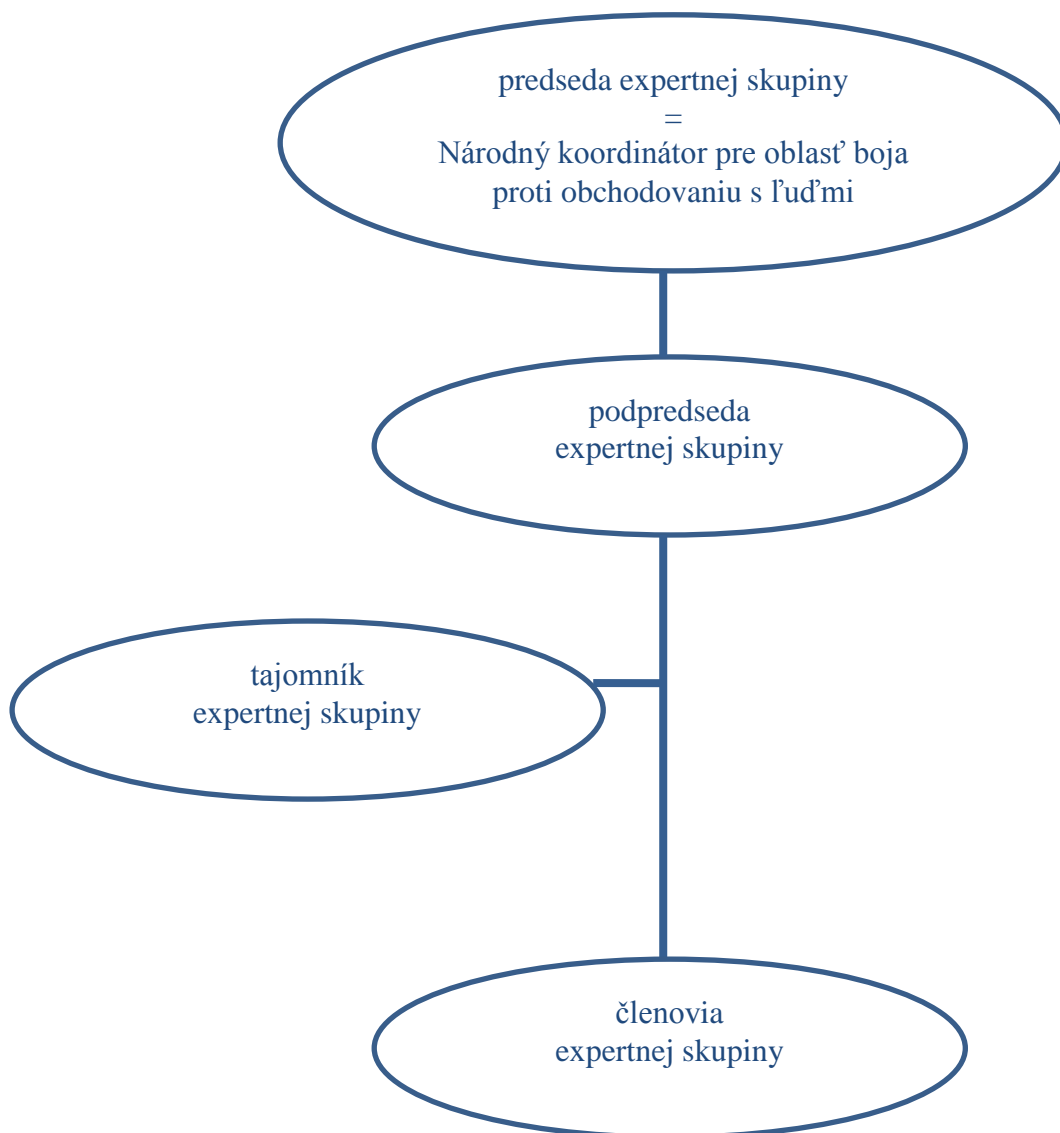 predseda expertnej skupiny
=
Národný koordinátor pre oblasť boja
proti obchodovaniu s ľuďmi
podpredseda
expertnej skupiny
tajomník
expertnej skupiny
členovia
expertnej skupiny